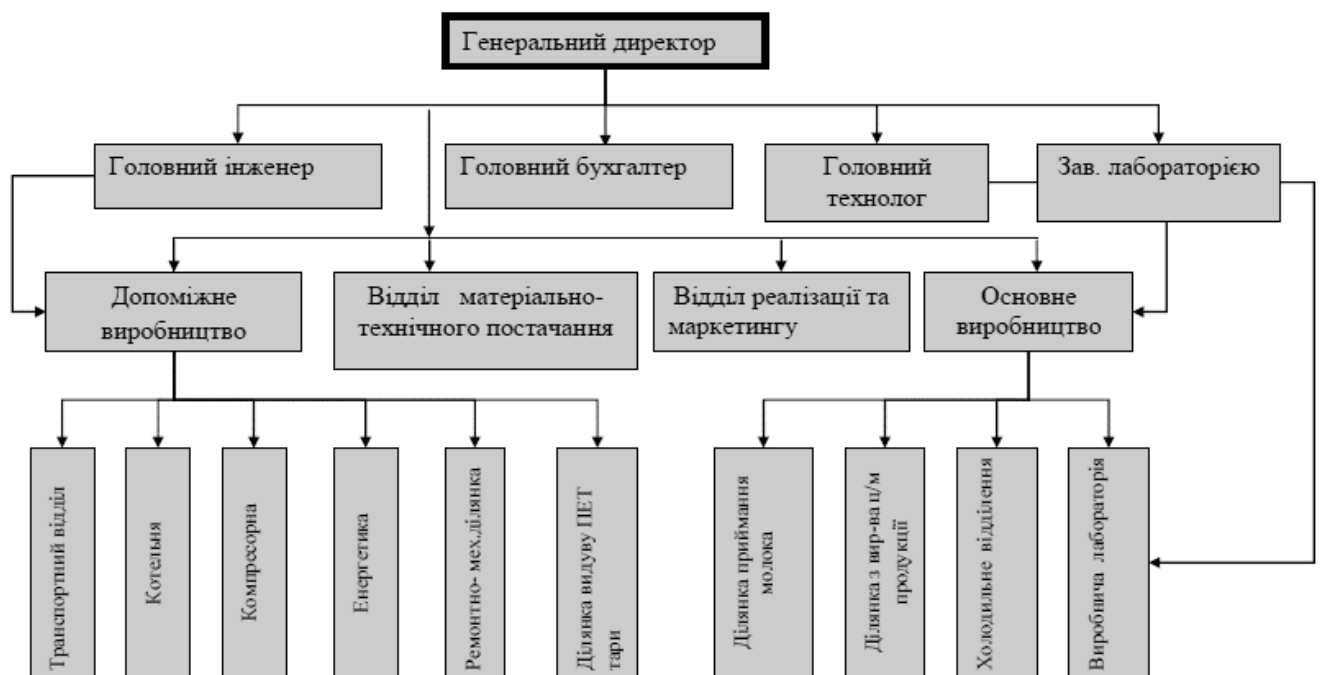 Генеральний директор
Головний інженер
Головний бухгалтер
Головний
технолог
Зав. лабораторією
Допоміжне
виробництво
Відділ матеріально-
технічного постачання
Відділ реалізації та
маркетингу
Основне
виробництво
Транспортний відділ
Котельня
Компресорна
Енергетика
Ремонтно- мех.ділянка
Ділянка видуву ПЕТ
тари
Ділянка приймання
молока
Ділянка з вир-ва ц/м
продукції
Холодильне відділення
Виробнича лабораторія